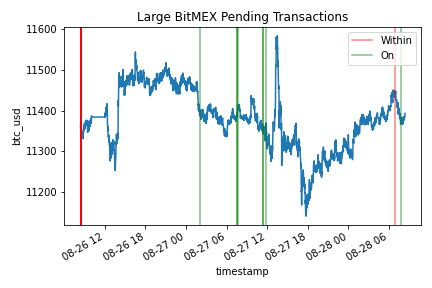 Large BitMEX Pending Transactions
11600
11500
11400
11300
11200
btc_usd
Within
On
08-26 12
08-26 18
08-27 00
08-27 06
08-27 12
08-27 18
08-28 00
08-28 06
timestamp